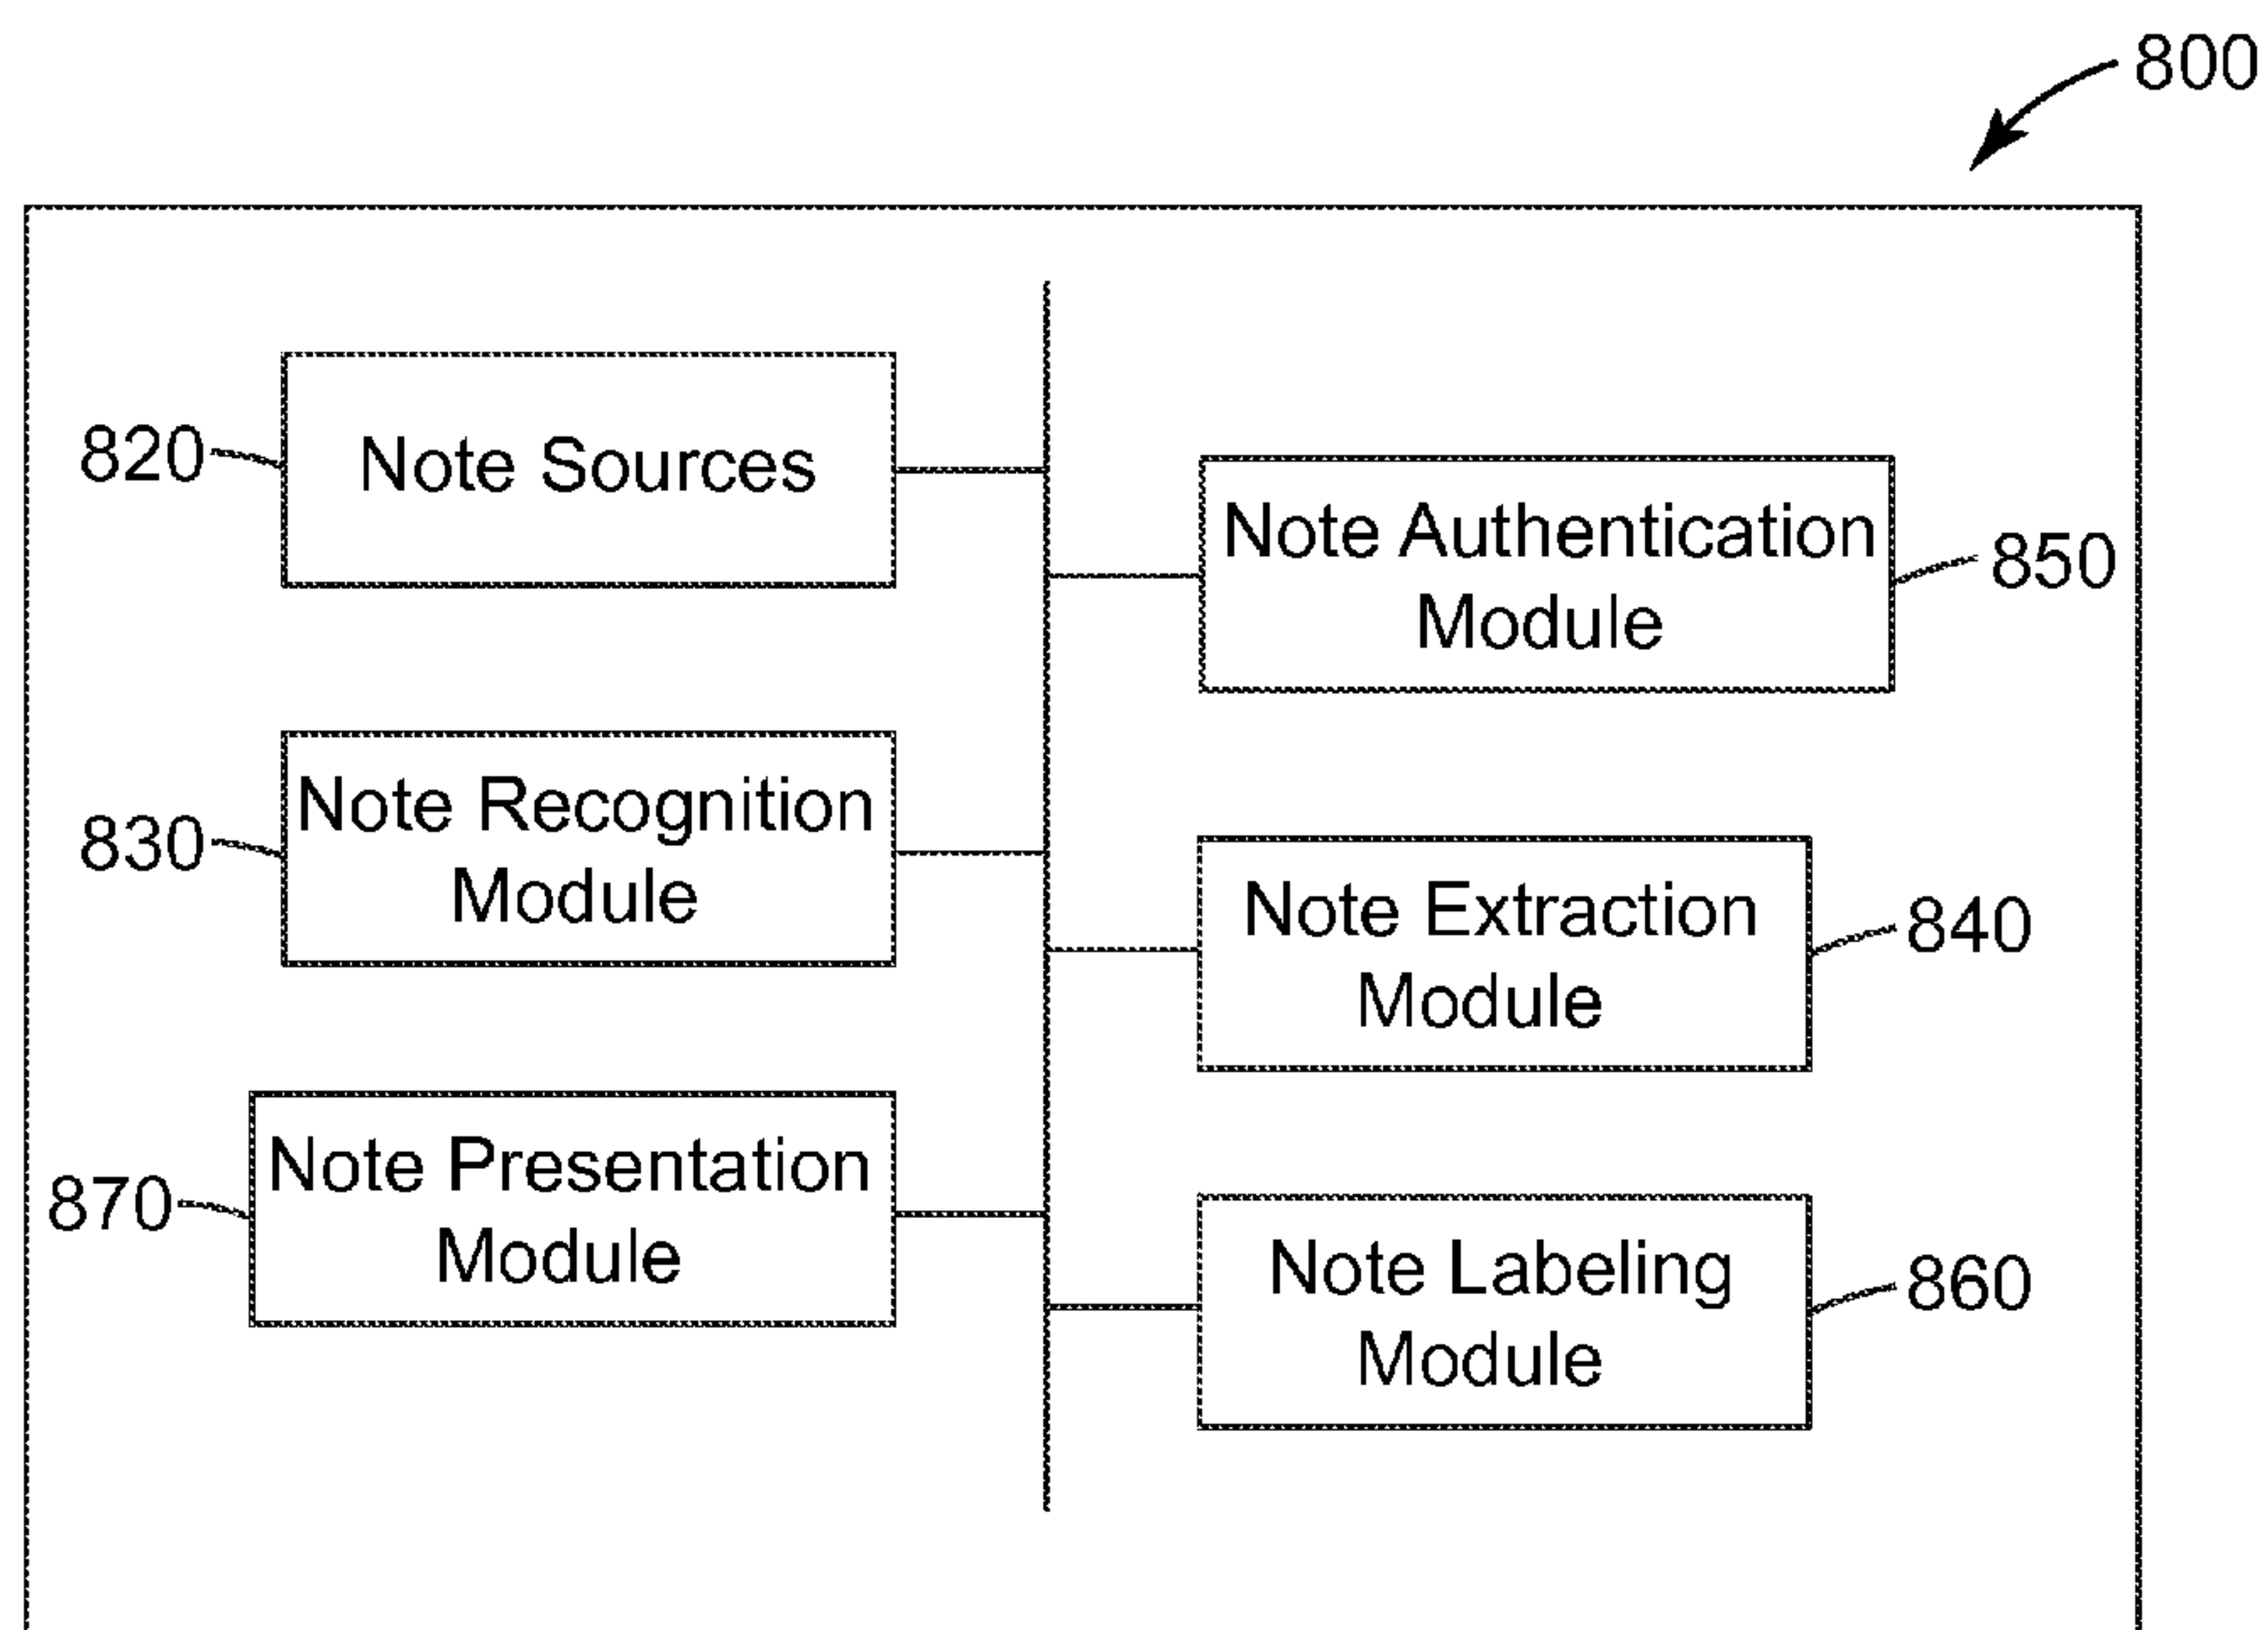 800
820
Note Sources
Note Authentication
Module
850
830
Note Recognition
Module
Note Extraction
Module
840
870
Note Presentation
Module
Note Labeling
Module
860